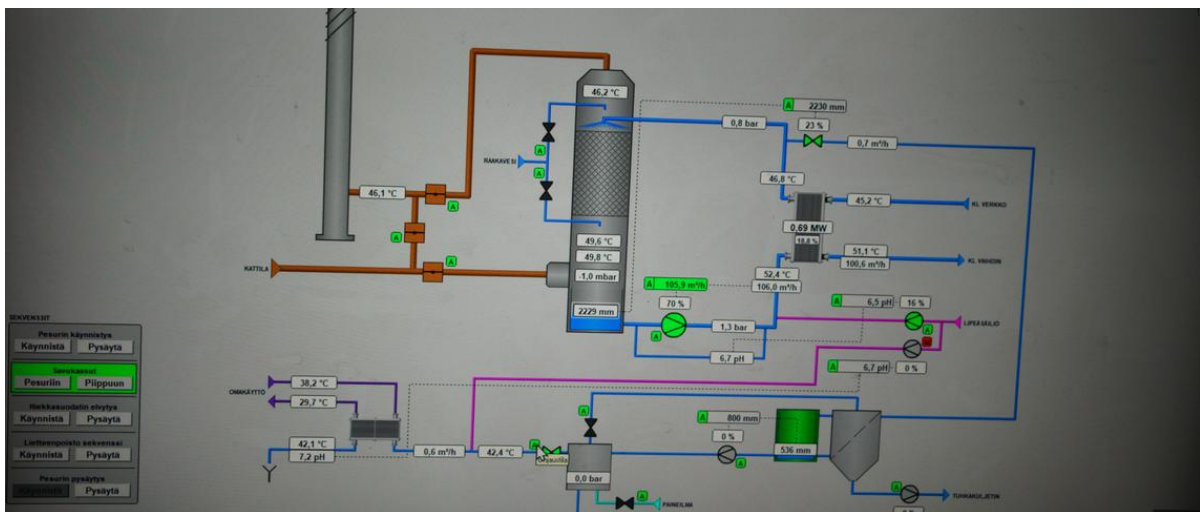 46,2 °C
A 2230 mm
23 %
0,8 bar
0,7 m³/h
A
RAAKAVESI
A
46,1 °C
A
46,8 °C
45,2 °C
KL VERKKO
0,69 MW
18,8 %
A
49,6 °C
49,8 °C
51,1 °C
100,6 m³/h
KL VAIHDIN
KATTILA
A
-1,0 mbar
52,4 °C
106,0 m³/h
A 105,9 m³/h
70 %
2229 mm
A 6,5 pH
16 %
1,3 bar
A
A
LIPEÄSÄILIÖ
6,7 pH
M
A 6,7 pH
0 %
SEKVENSSIT
Pesurin käynnistys
Käynnistä Pysäytä
Savukaasut
Pesuriin Piippuun
Hiekkasuodatin elvytys
Käynnistä Pysäytä
Lietteenpoisto sekvenssi
Käynnistä Pysäytä
Pesurin pysäytys
Käynnistä Pysäytä
OMAKÄYTTÖ
38,2 °C
29,7 °C
42,1 °C
7,2 pH
0,6 m³/h
42,4 °C
A
A 800 mm
0 %
A
536 mm
0,0 bar
A
PAINEILMA
A
TUHKAKULJETIN